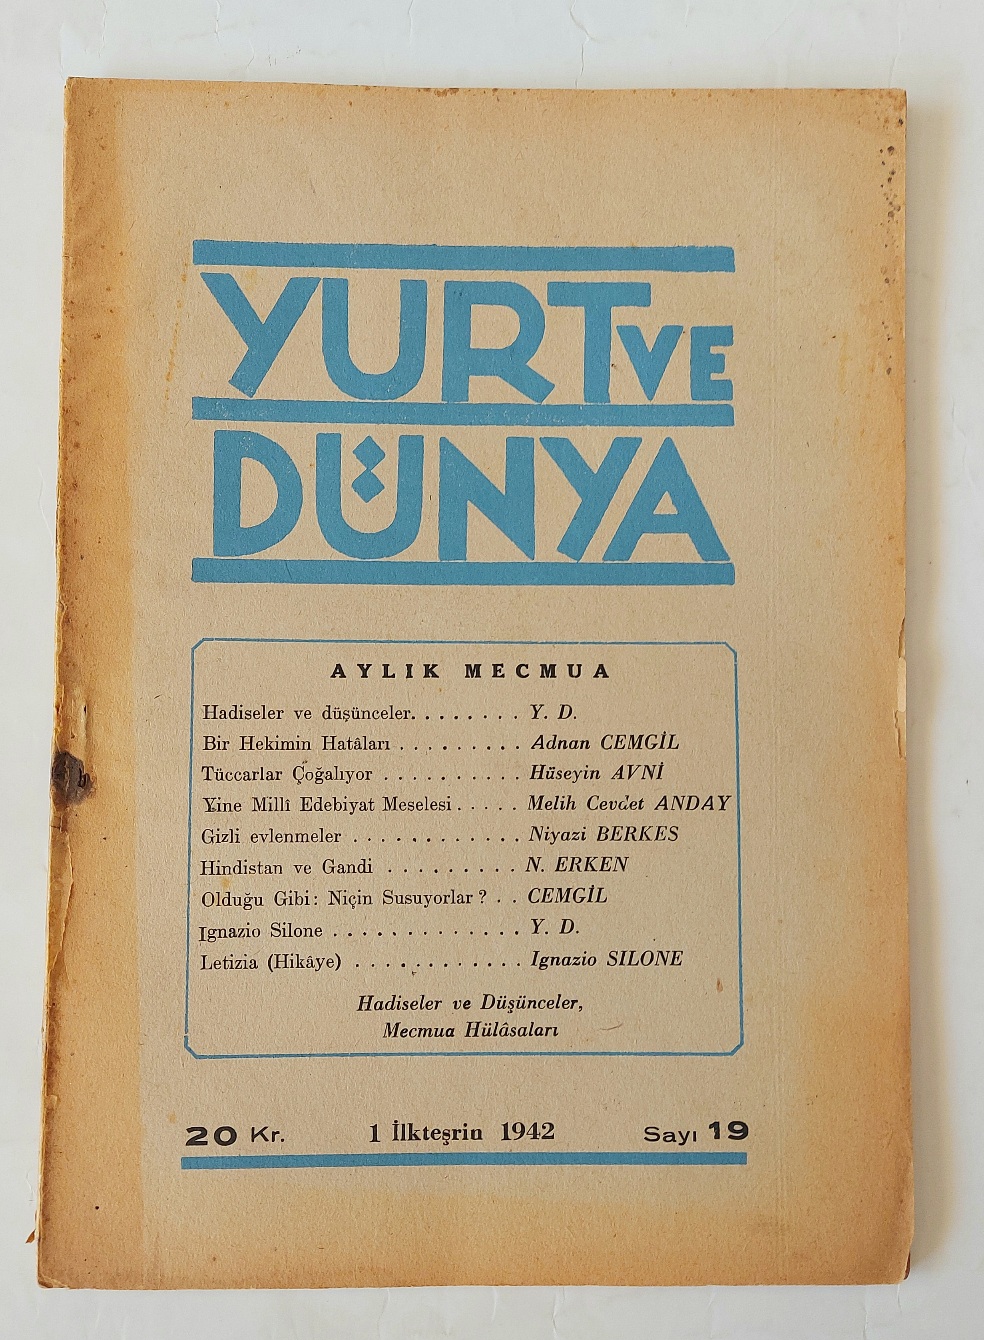 YURT VE
DÜNYA
AYLIK MECMUA
Hadiseler ve düşünceler. . . . . . . . Y. D.
Bir Hekimin Hatâları . . . . . . . . . Adnan CEMGİL
Tüccarlar Çoğalıyor . . . . . . . . . . Hüseyin AVNİ
Yine Millî Edebiyat Meselesi . . . . . Melih Cevdet ANDAY
Gizli evlenmeler . . . . . . . . . . . . Niyazi BERKES
Hindistan ve Gandi . . . . . . . . . N. ERKEN
Olduğu Gibi: Niçin Susuyorlar ? . . CEMGİL
Ignazio Silone . . . . . . . . . . . . . Y. D.
Letizia (Hikâye) . . . . . . . . . . . . Ignazio SILONE
Hadiseler ve Düşünceler,
Mecmua Hülâsaları
20 Kr. 1 İlkteşrin 1942 Sayı 19